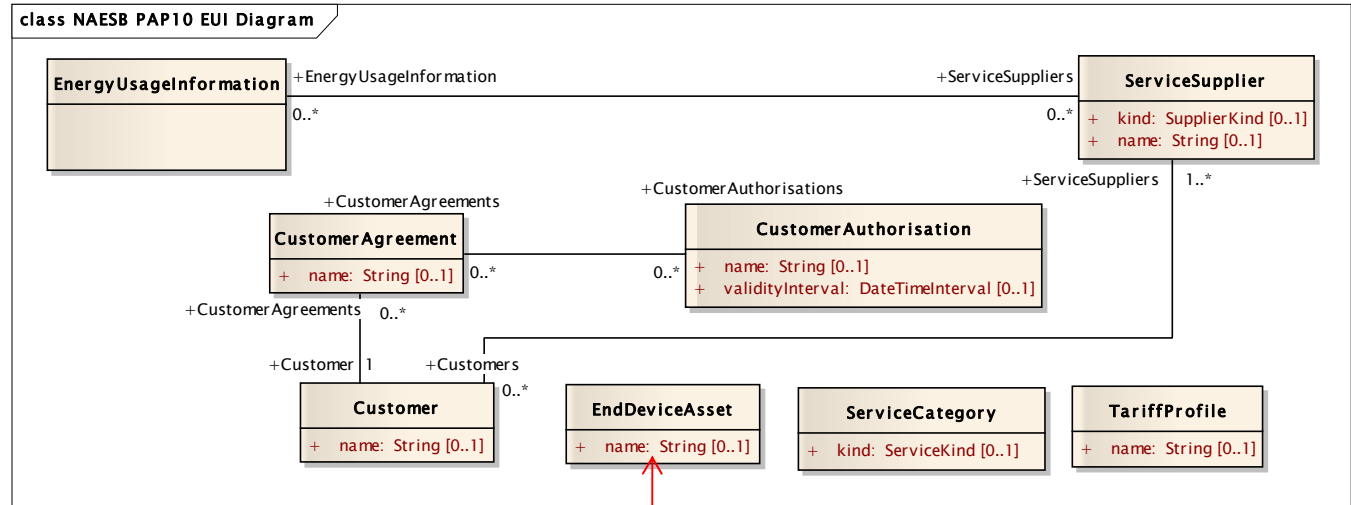 class NAESB PAP10 EUI Diagram
EnergyUsageInformation
+EnergyUsageInformation
0..*
+ServiceSuppliers
0..*
ServiceSupplier
+ kind: SupplierKind [0..1]
+ name: String [0..1]
+ServiceSuppliers
1..*
+CustomerAgreements
CustomerAgreement
+ name: String [0..1]
0..*
+CustomerAuthorisations
0..*
CustomerAuthorisation
+ name: String [0..1]
+ validityInterval: DateTimeInterval [0..1]
+CustomerAgreements
0..*
+Customer
1
+Customers
0..*
Customer
+ name: String [0..1]
EndDeviceAsset
+ name: String [0..1]
ServiceCategory
+ kind: ServiceKind [0..1]
TariffProfile
+ name: String [0..1]